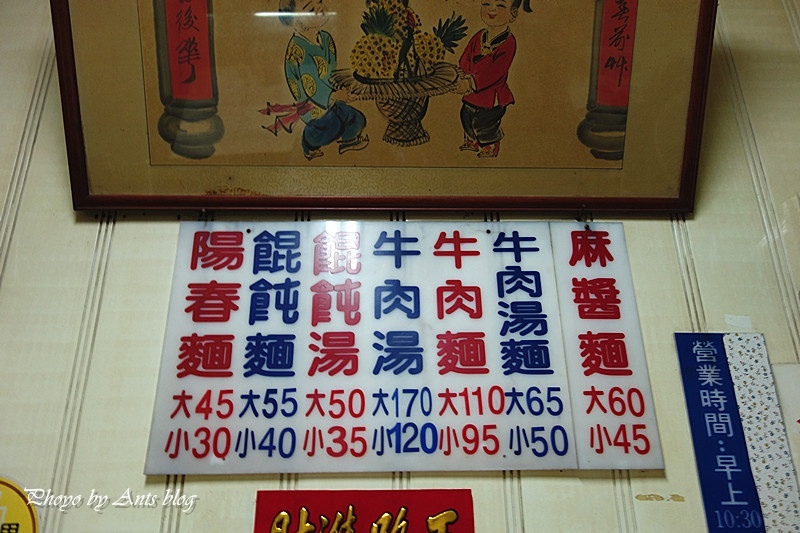 陽春麵
大45
小30
餛飩麵
大55
小40
餛飩湯
大50
小35
牛肉湯
大170
小120
牛肉麵
大110
小95
牛肉湯麵
大65
小50
麻醬麵
大60
小45
營業時間:早上
10:30
Phoyo by Ants blog